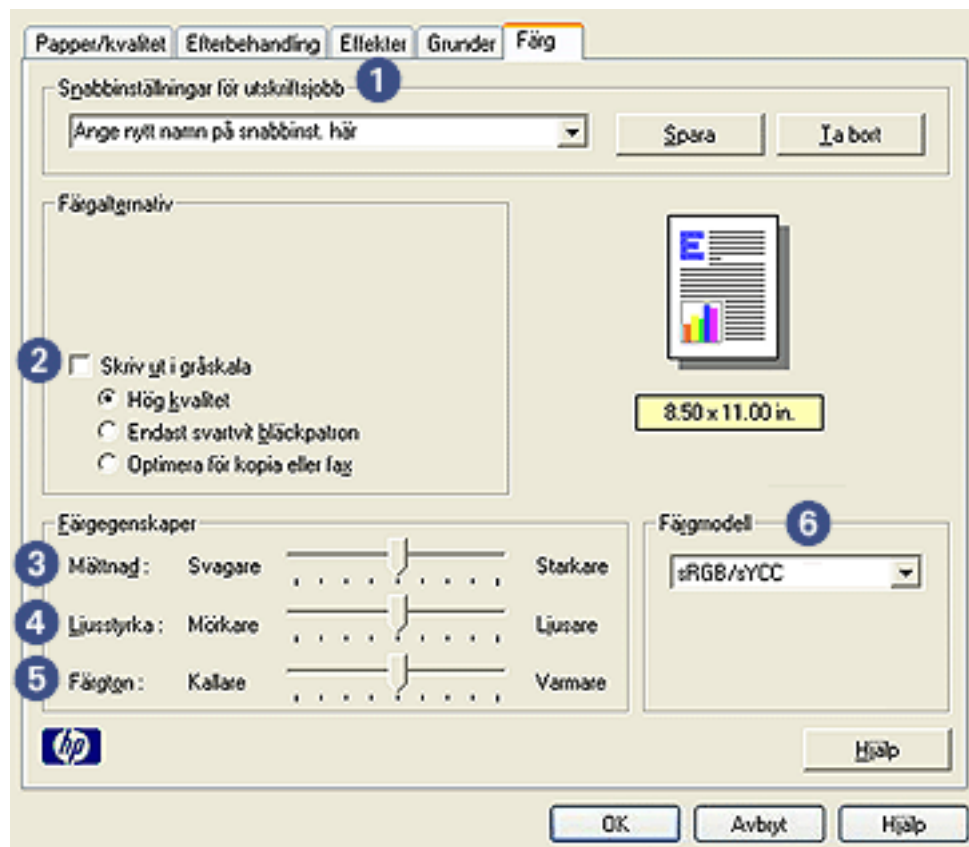 Papper/kvalitet Efterbehandling Effekter Grunder Färg
Snabbinställningar för utskriftsjobb 1
Ange nytt namn på snabbinst. här
Spara Ta bort
Färgalternativ
E
2 Skriv ut i gråskala
Hög kvalitet
Endast svartvit bläckpatron
Optimera för kopia eller fax
8.50 x 11.00 in.
Färgegenskaper
3 Mättnad : Svagare Starkare
4 Ljusstyrka : Mörkare Ljusare
5 Färgton : Kallare Varmare
Färgmodell 6
sRGB/sYCC
hp
Hjälp
OK Avbryt Hjälp